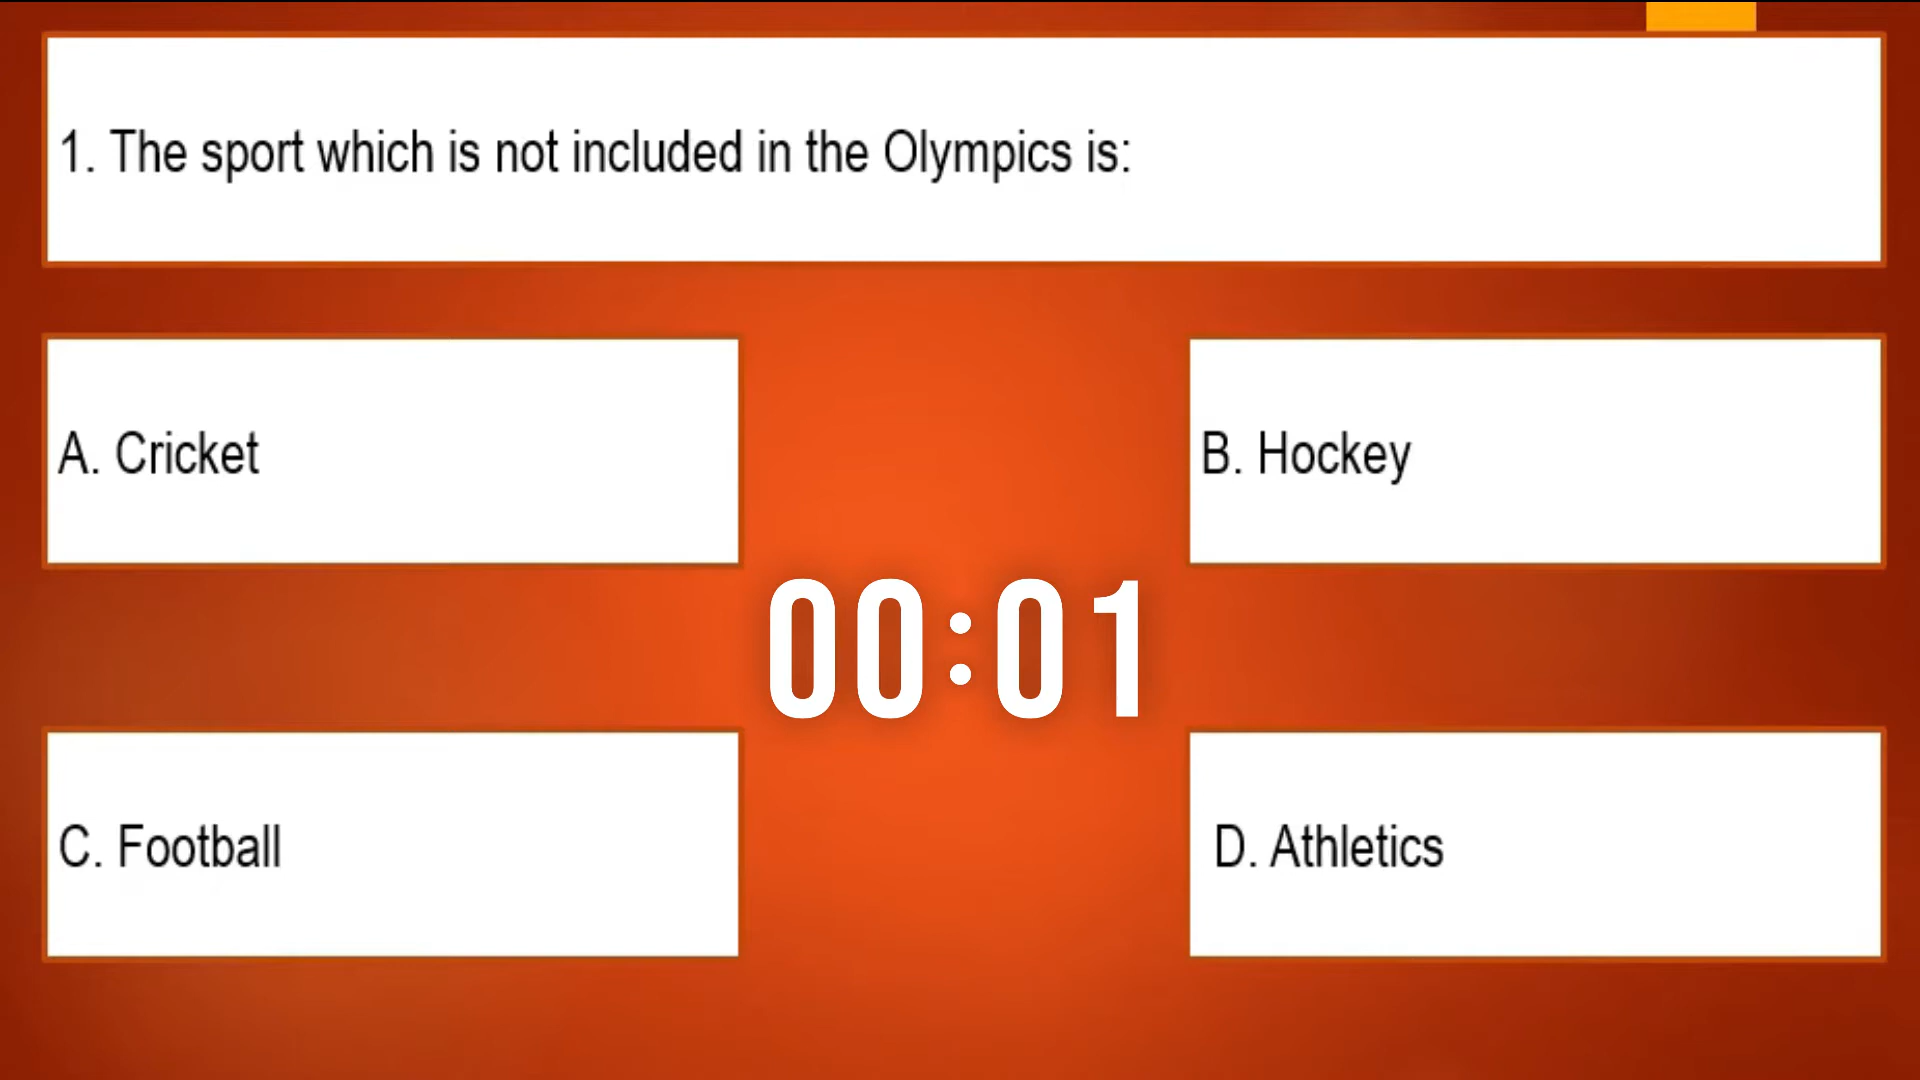 1. The sport which is not included in the Olympics is:
A. Cricket
B. Hockey
00:01
C. Football
D. Athletics